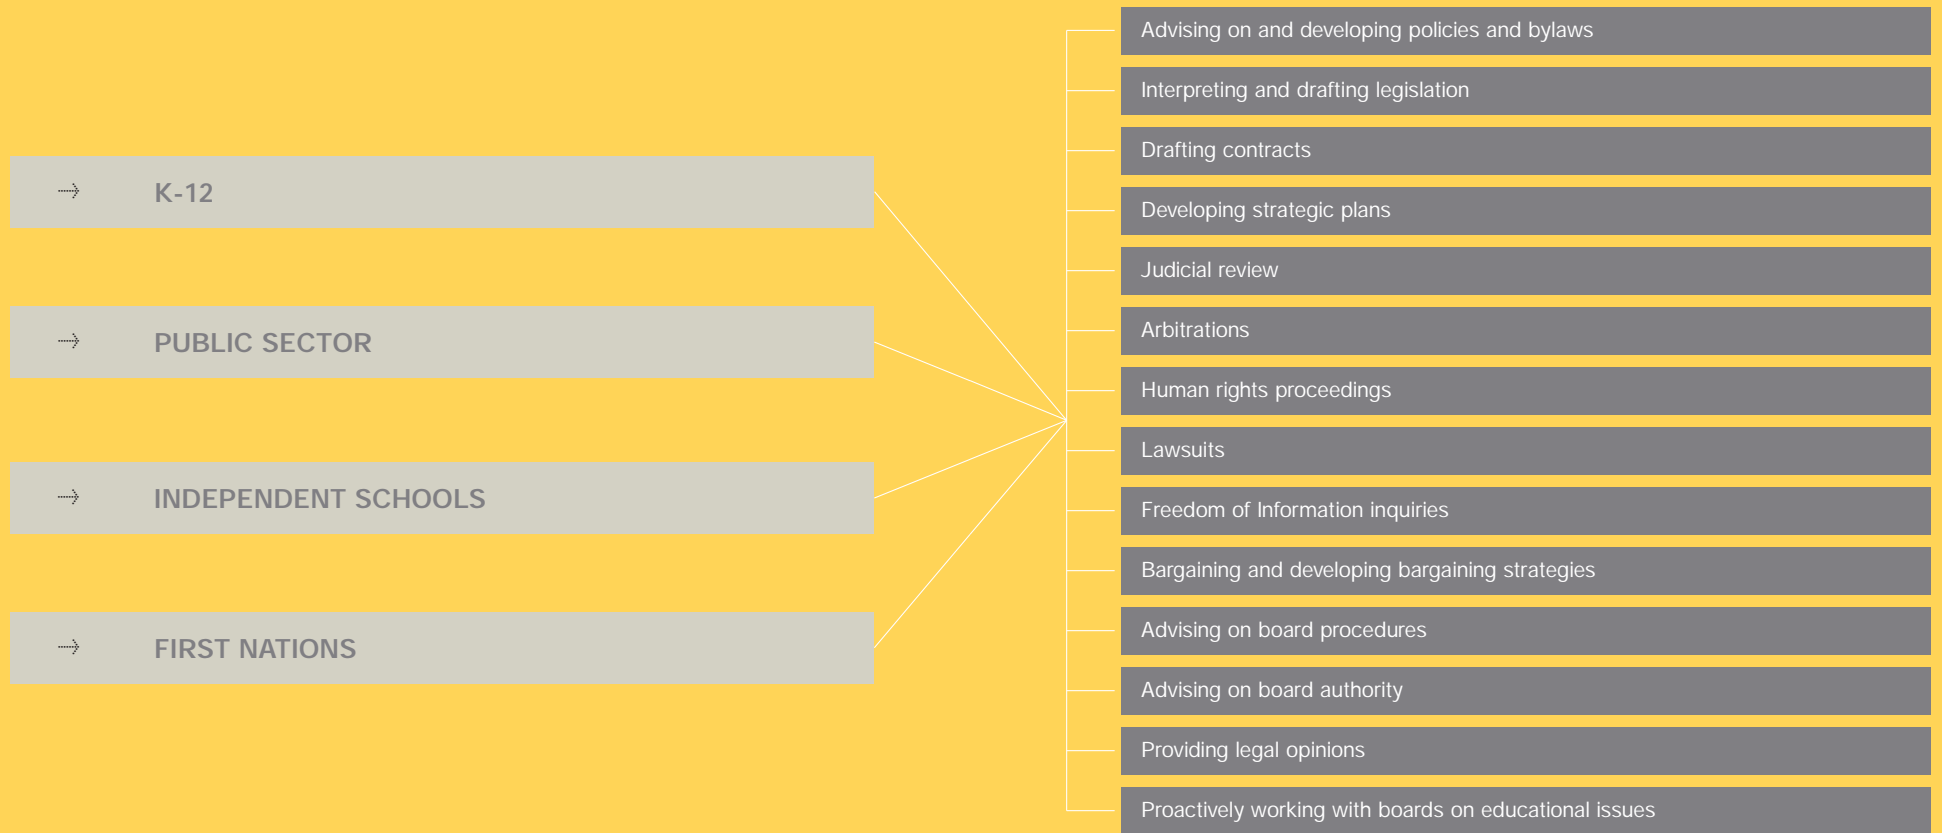 K-12
PUBLIC SECTOR
INDEPENDENT SCHOOLS
FIRST NATIONS
Advising on and developing policies and bylaws
Interpreting and drafting legislation
Drafting contracts
Developing strategic plans
Judicial review
Arbitrations
Human rights proceedings
Lawsuits
Freedom of Information inquiries
Bargaining and developing bargaining strategies
Advising on board procedures
Advising on board authority
Providing legal opinions
Proactively working with boards on educational issues